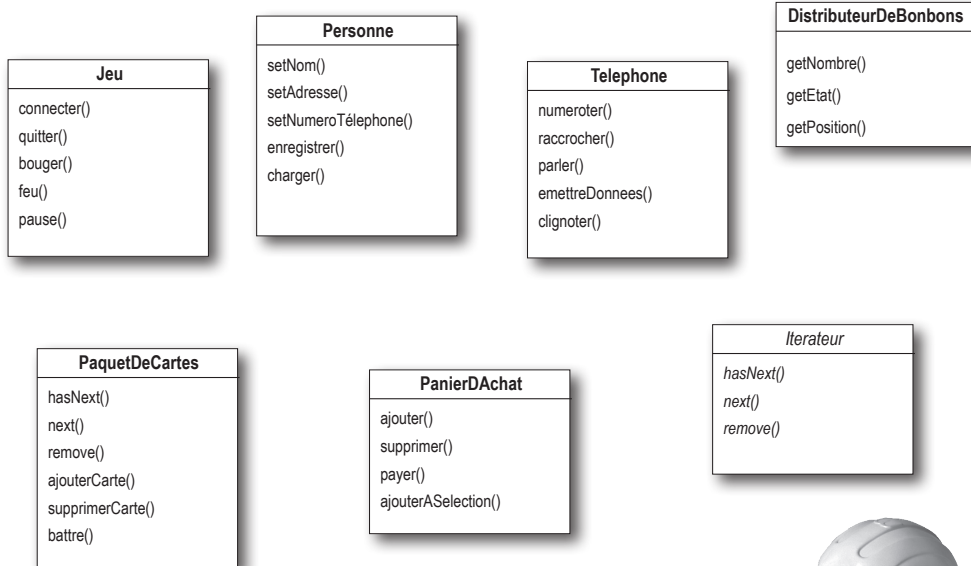 Jeu
connecter()
quitter()
bouger()
feu()
pause()
Personne
setNom()
setAdresse()
setNumeroTélephone()
enregistrer()
charger()
Telephone
numeroter()
raccrocher()
parler()
emettreDonnees()
clignoter()
DistributeurDeBonbons
getNombre()
getEtat()
getPosition()
PaquetDeCartes
hasNext()
next()
remove()
ajouterCarte()
supprimerCarte()
battre()
PanierDAchat
ajouter()
supprimer()
payer()
ajouterASelection()
Iterateur
hasNext()
next()
remove()